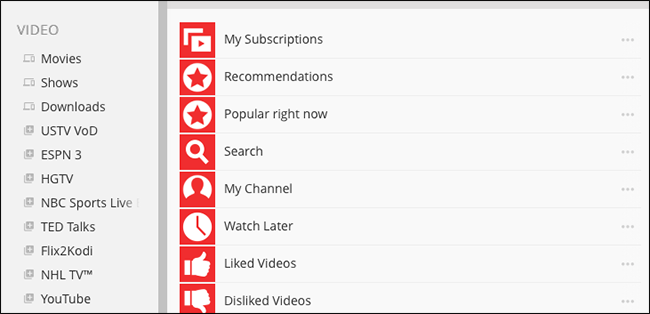 VIDEO
Movies
Shows
Downloads
USTV VoD
ESPN 3
HGTV
NBC Sports Live
TED Talks
Flix2Kodi
NHL TV™
YouTube
My Subscriptions
Recommendations
Popular right now
Search
My Channel
Watch Later
Liked Videos
Disliked Videos